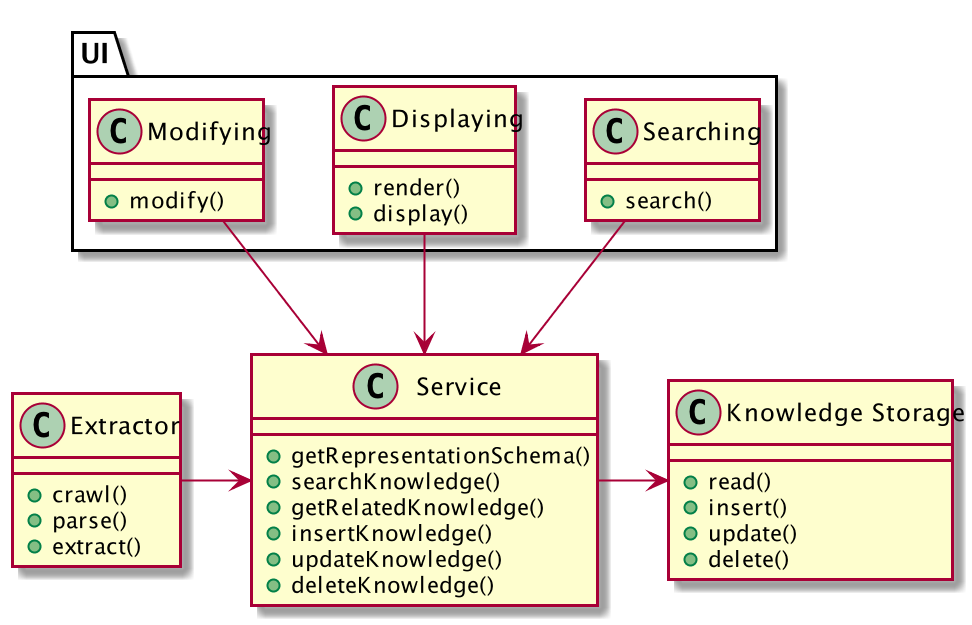 UI
C Modifying
modify()
C Displaying
render()
display()
C Searching
search()
C Extractor
crawl()
parse()
extract()
C Service
getRepresentationSchema()
searchKnowledge()
getRelatedKnowledge()
insertKnowledge()
updateKnowledge()
deleteKnowledge()
C Knowledge Storage
read()
insert()
update()
delete()